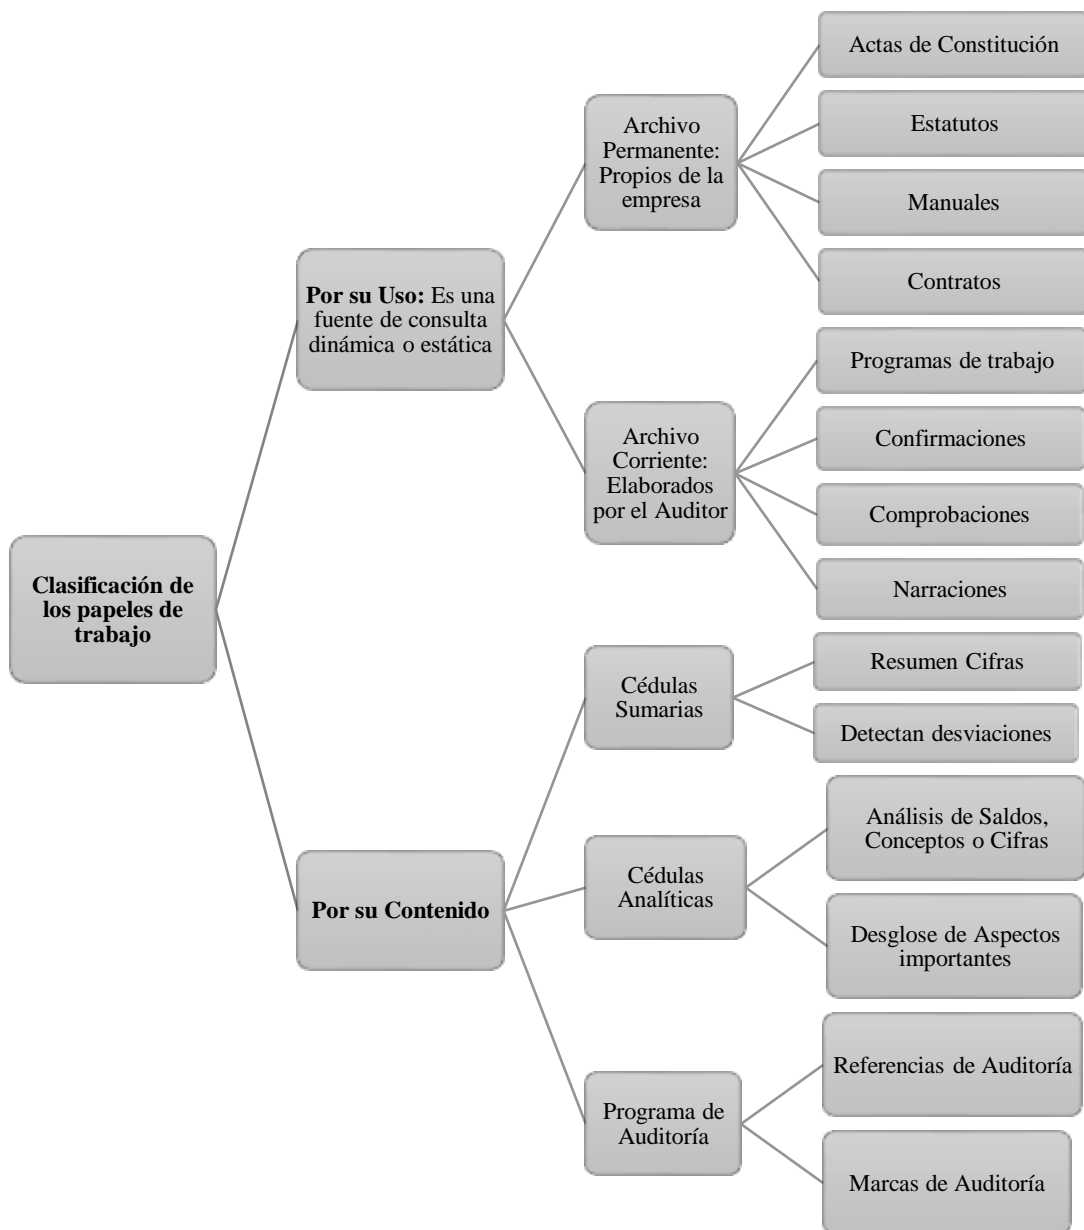 Clasificación de
los papeles de
trabajo
Por su Uso: Es una
fuente de consulta
dinámica o estática
Archivo
Permanente:
Propios de la
empresa
Actas de Constitución
Estatutos
Manuales
Contratos
Archivo
Corriente:
Elaborados
por el Auditor
Programas de trabajo
Confirmaciones
Comprobaciones
Narraciones
Por su Contenido
Cédulas
Sumarias
Resumen Cifras
Detectan desviaciones
Cédulas
Analíticas
Análisis de Saldos,
Conceptos o Cifras
Desglose de Aspectos
importantes
Programa de
Auditoría
Referencias de Auditoría
Marcas de Auditoría